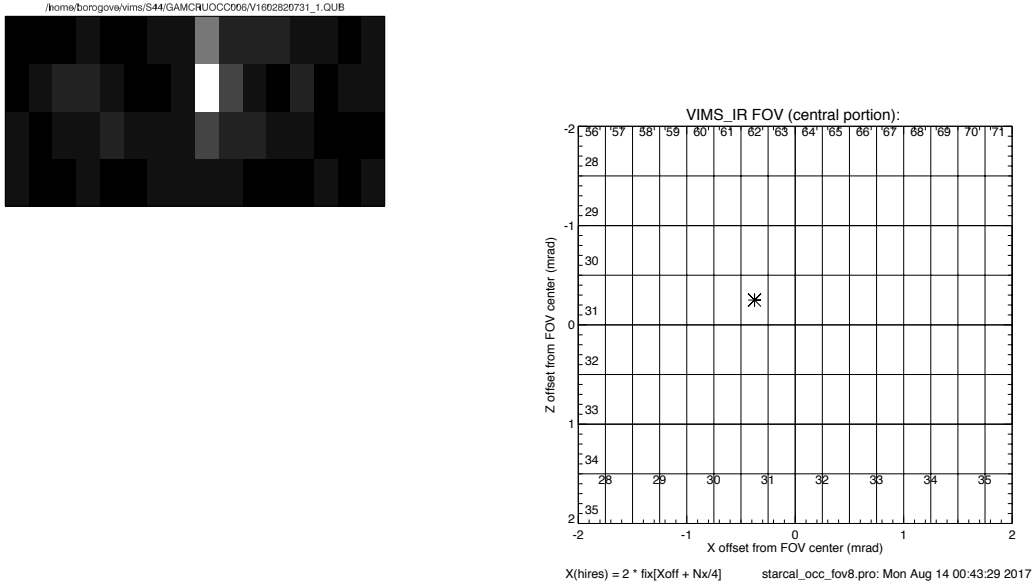 /home/borogove/vims/S44/GAMCRUOCC006/V1602820731_1.QUB
VIMS_IR FOV (central portion):
-2
56 57 58 59 60 61 62 63 64 65 66 67 68 69 70 71
28
29
-1
30
31
0
32
33
1
34
28 29 30 31 32 33 34 35
35
2
-2 -1 0 1 2
Z offset from FOV center (mrad)
X offset from FOV center (mrad)
X(hires) = 2 * fix[Xoff + Nx/4] starcal_occ_fov8.pro: Mon Aug 14 00:43:29 2017